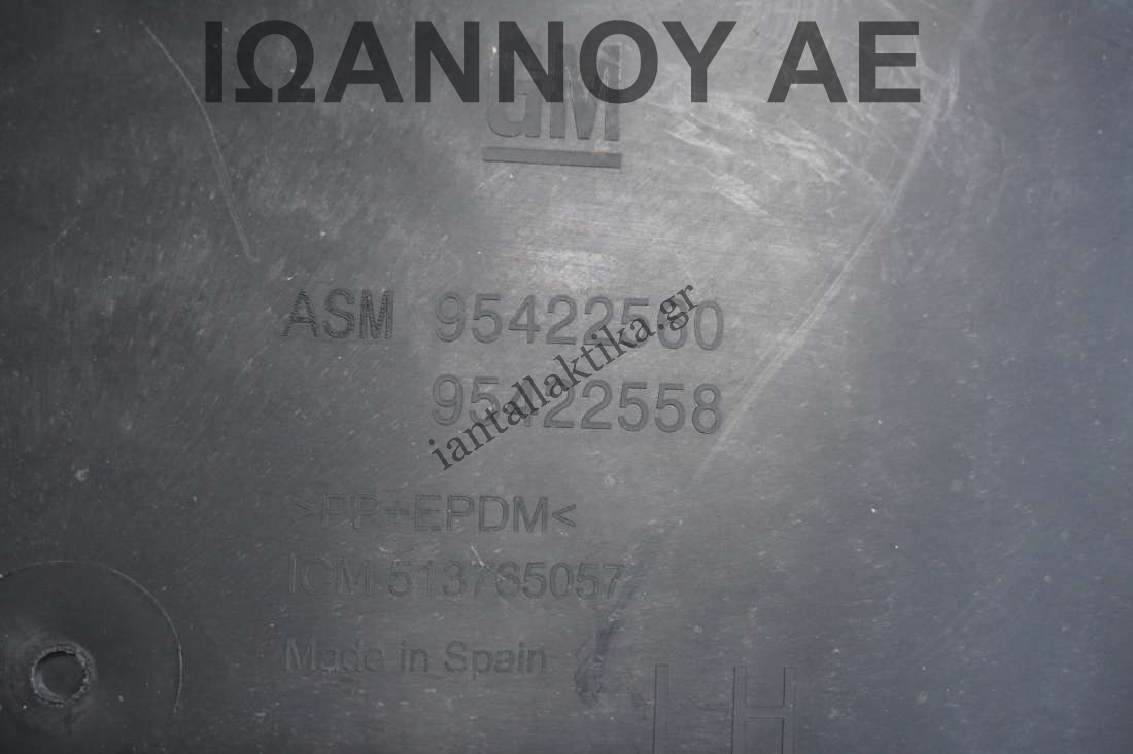 ΙΩΑΝΝΟΥ ΑΕ
GM
ASM 95422560
95422558
iantallaktika.gr
>PP+EPDM<
ICM 513765057
Made in Spain
LH